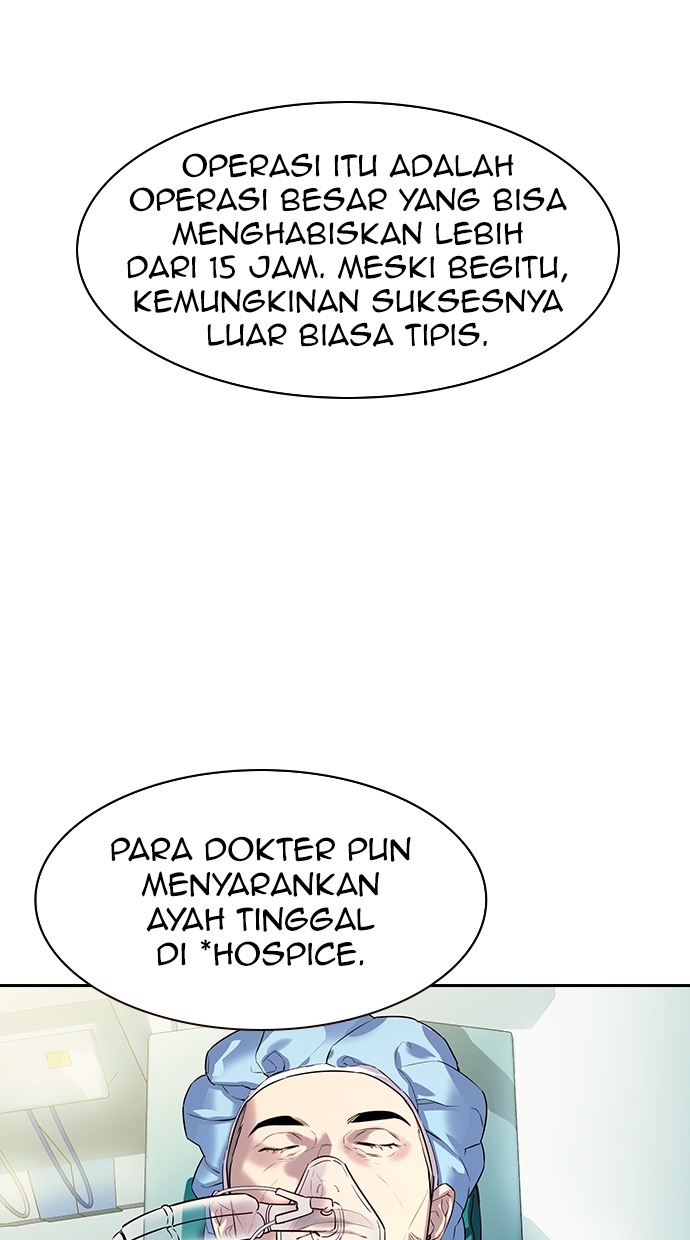 OPERASI ITU ADALAH
OPERASI BESAR YANG BISA
MENGHABISKAN LEBIH
DARI 15 JAM. MESKI BEGITU,
KEMUNGKINAN SUKSESNYA
LUAR BIASA TIPIS.
PARA DOKTER PUN
MENYARANKAN
AYAH TINGGAL
DI *HOSPICE.